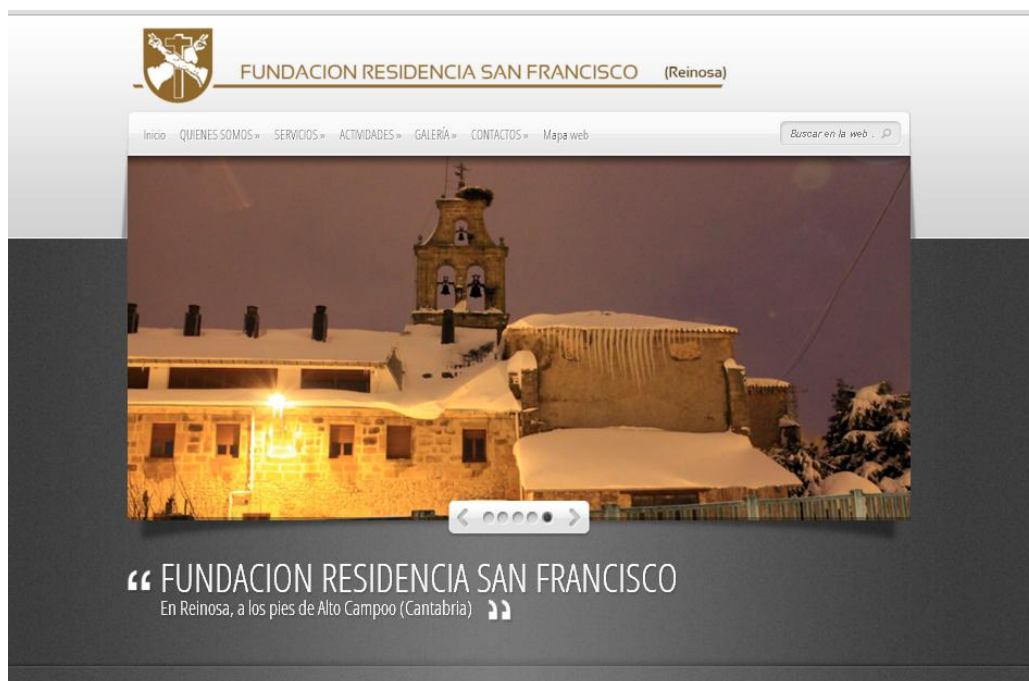 FUNDACION RESIDENCIA SAN FRANCISCO (Reinosa)
Inicio QUIENES SOMOS » SERVICIOS » ACTIVIDADES » GALERÍA » CONTACTOS » Mapa web Buscar en la web .
“ FUNDACION RESIDENCIA SAN FRANCISCO
En Reinosa, a los pies de Alto Campoo (Cantabria) ”